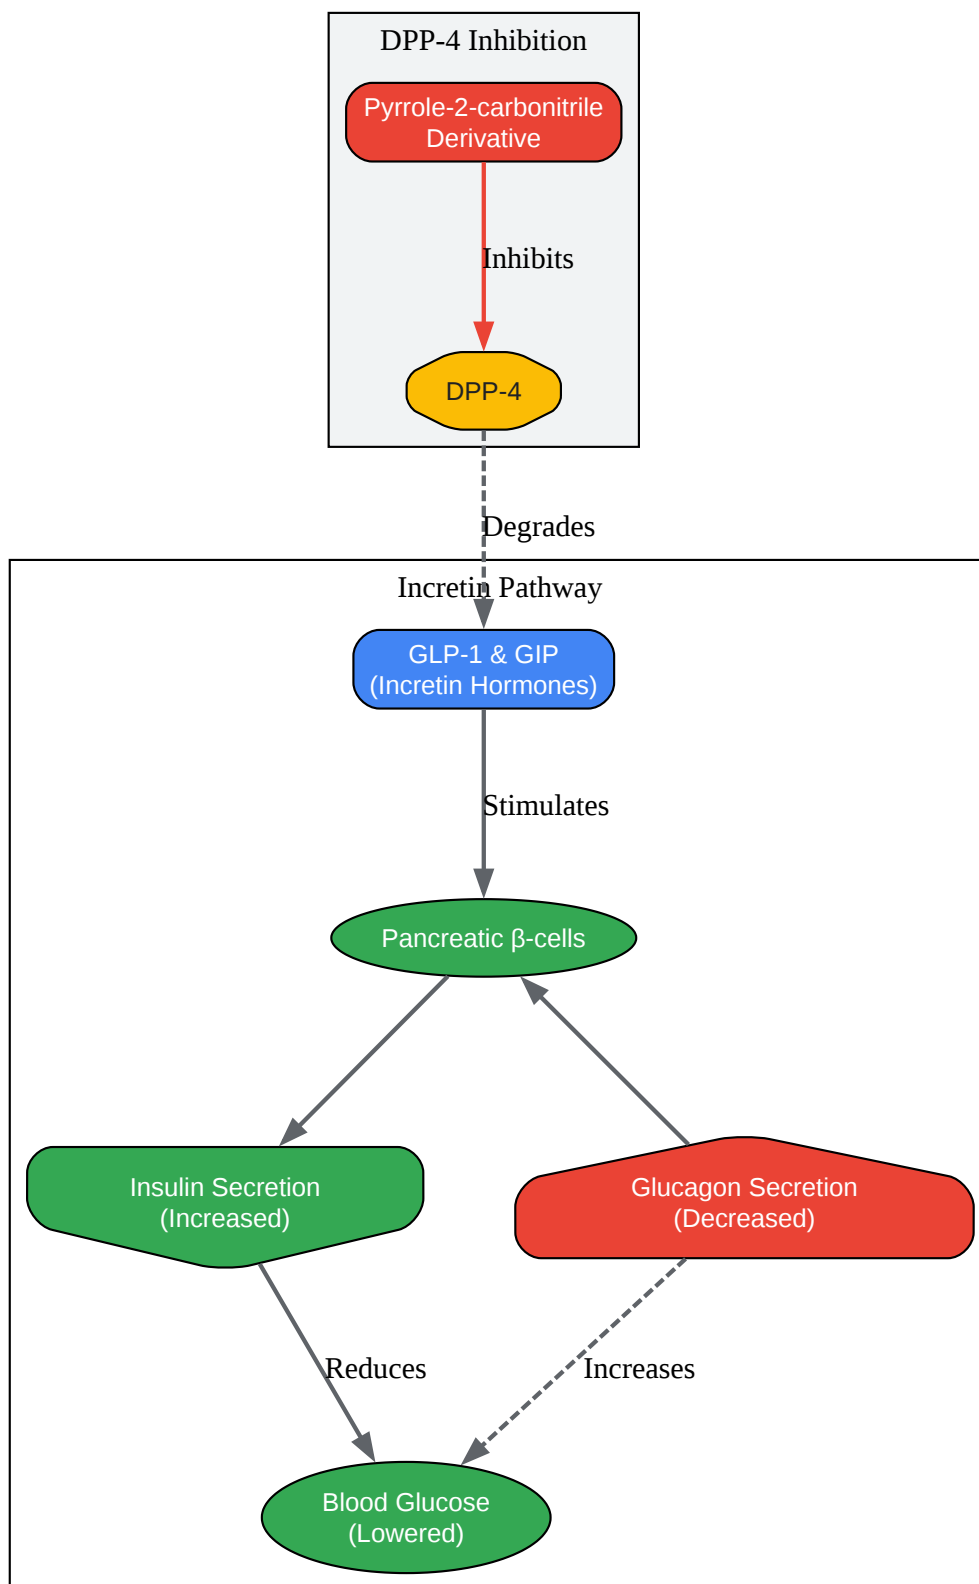 DPP-4 Inhibition
Pyrrole-2-carbonitrile
Derivative
Inhibits
DPP-4
Degrades
Incretin Pathway
GLP-1 & GIP
(Incretin Hormones)
Stimulates
Pancreatic β-cells
Insulin Secretion
(Increased)
Glucagon Secretion
(Decreased)
Reduces
Increases
Blood Glucose
(Lowered)